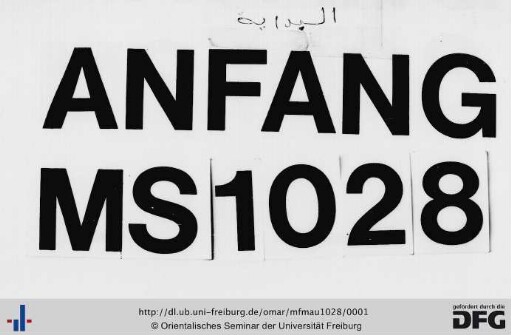 البداية
ANFANG
MS1028
http://dl.ub.uni-freiburg.de/omar/mfmau1028/0001
© Orientalisches Seminar der Universität Freiburg
gefördert durch die
DFG